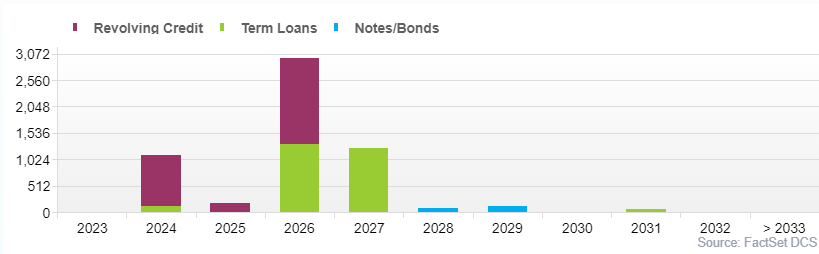 Revolving Credit Term Loans Notes/Bonds
3,072
2,560
2,048
1,536
1,024
512
0
2023 2024 2025 2026 2027 2028 2029 2030 2031 2032 > 2033
Source: FactSet DCS